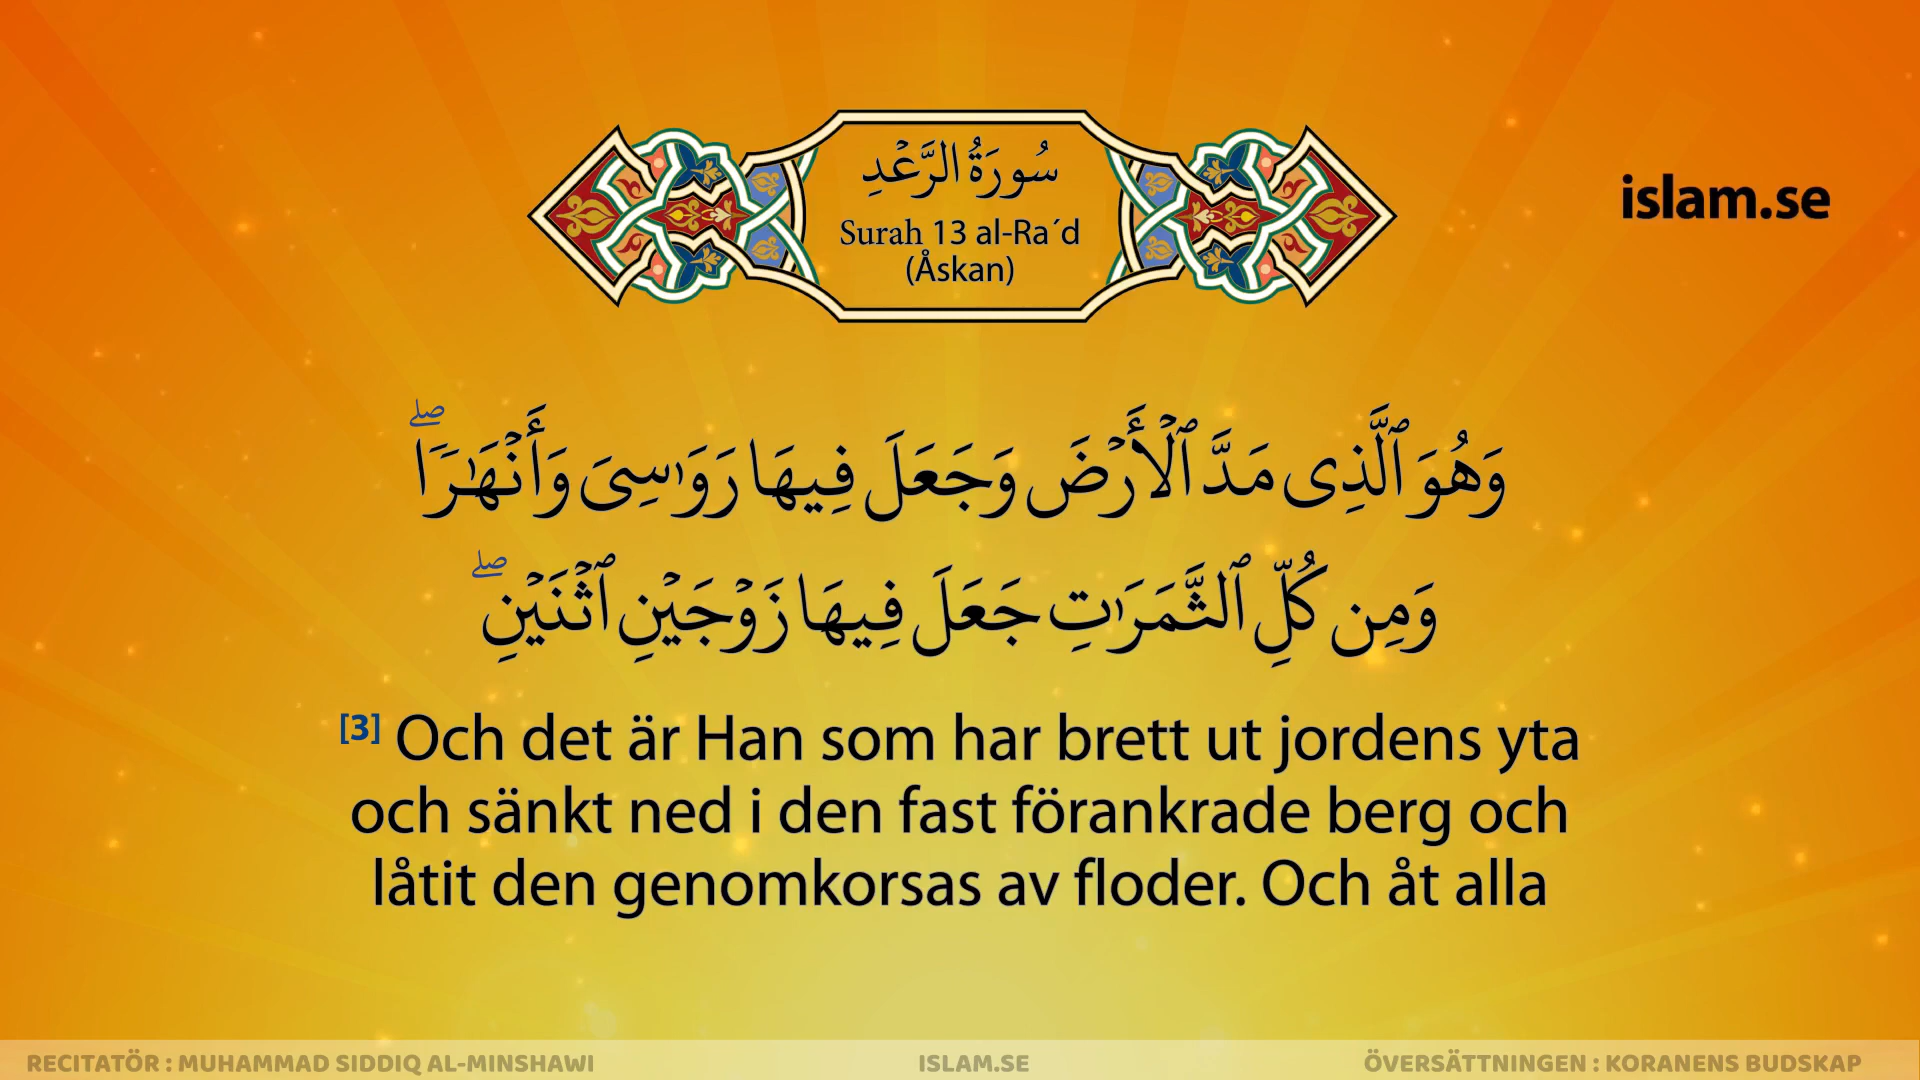 سُورَةُ الرَّعْدِ
Surah 13 al-Ra´d
(Åskan)
islam.se
وَهُوَ ٱلَّذِى مَدَّ ٱلْأَرْضَ وَجَعَلَ فِيهَا رَوَٰسِىَ وَأَنْهَـٰرًا ۖ
وَمِن كُلِّ ٱلثَّمَرَٰتِ جَعَلَ فِيهَا زَوْجَيْنِ ٱثْنَيْنِ ۖ
[3] Och det är Han som har brett ut jordens yta
och sänkt ned i den fast förankrade berg och
låtit den genomkorsas av floder. Och åt alla
RECITATÖR : MUHAMMAD SIDDIQ AL-MINSHAWI
ISLAM.SE
ÖVERSÄTTNINGEN : KORANENS BUDSKAP